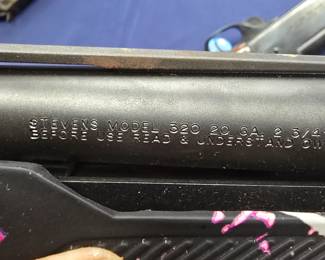 STEVENS MODEL 320 20 GA. 2 3/4
BEFORE USE READ & UNDERSTAND